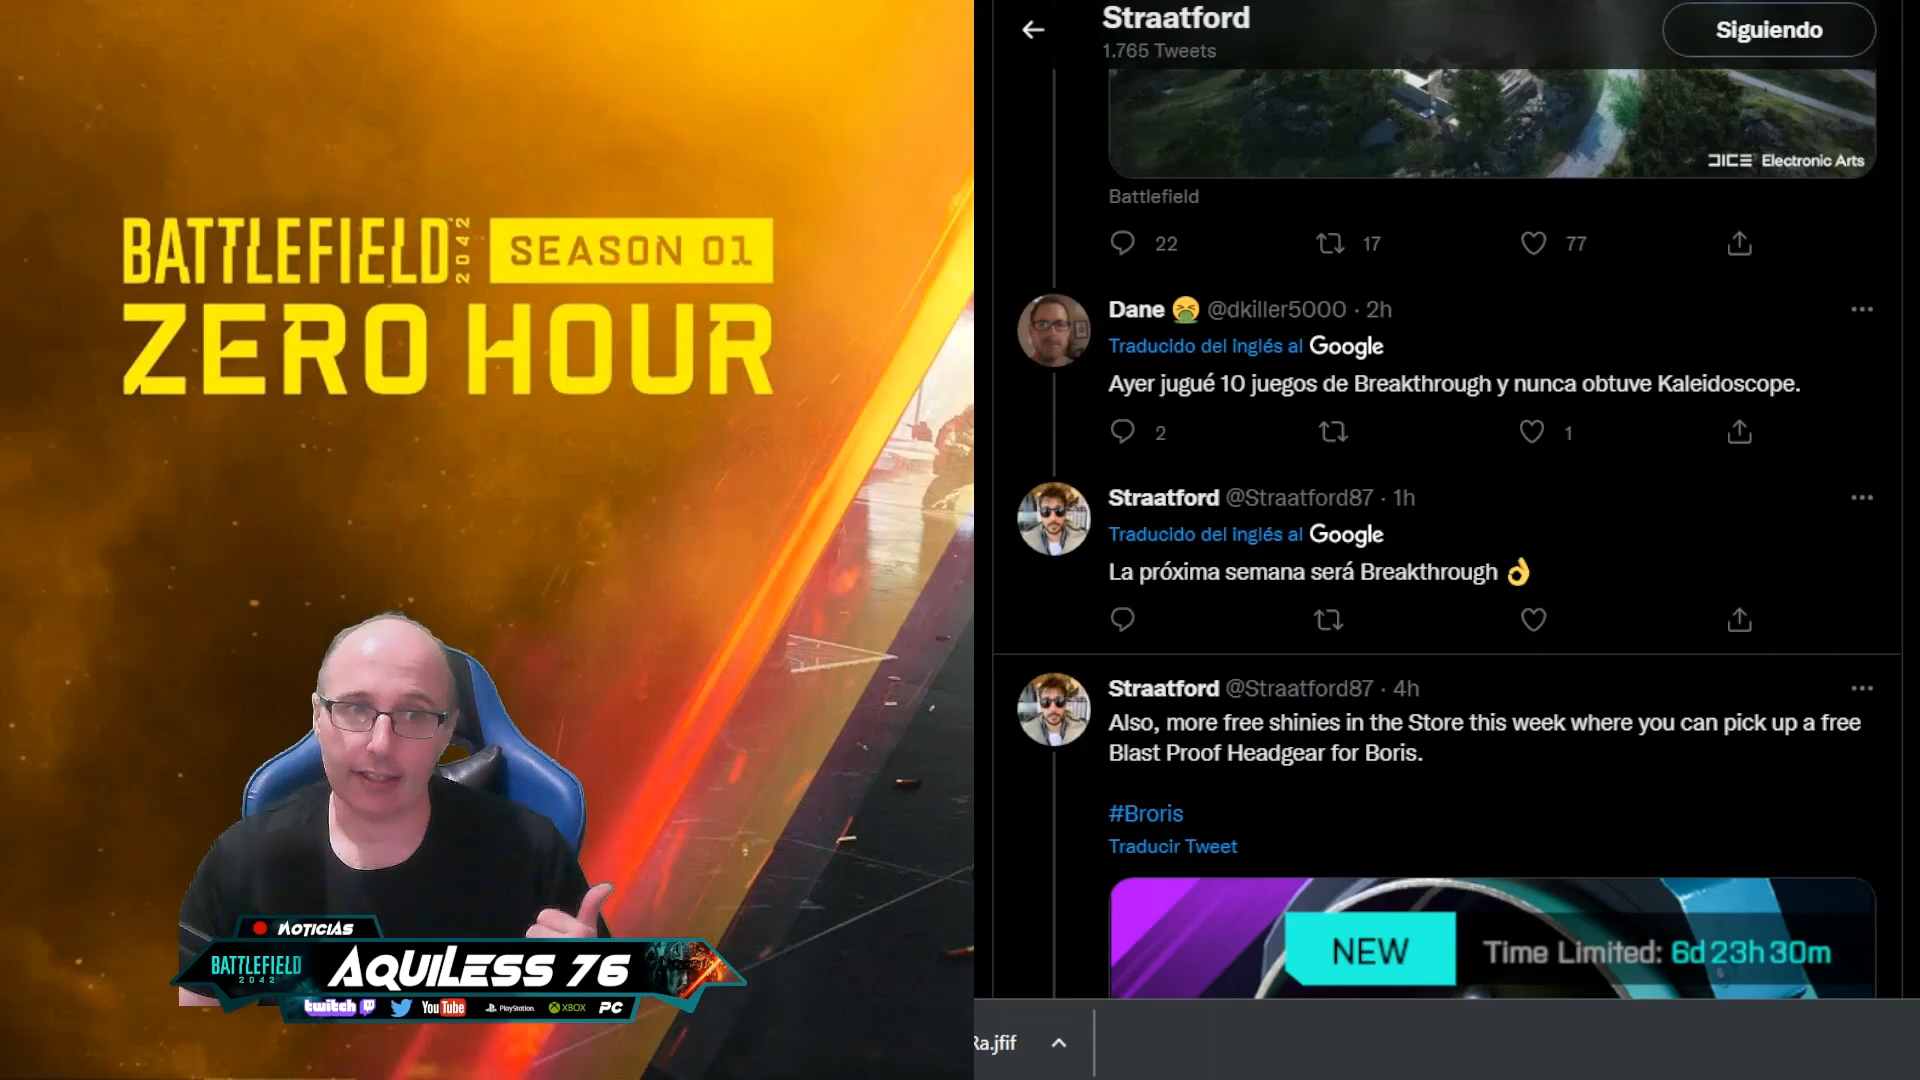 BATTLEFIELD 2042 SEASON 01
ZERO HOUR
NOTICIAS
BATTLEFIELD
2042
AQUILESS 76
twitch YouTube PlayStation XBOX PC
Straatford
1.765 Tweets
Siguiendo
DICE Electronic Arts
Battlefield
22 17 77
Dane @dkiller5000 · 2h
Traducido del inglés al Google
Ayer jugué 10 juegos de Breakthrough y nunca obtuve Kaleidoscope.
2 1
Straatford @Straatford87 · 1h
Traducido del inglés al Google
La próxima semana será Breakthrough 👌
Straatford @Straatford87 · 4h
Also, more free shinies in the Store this week where you can pick up a free
Blast Proof Headgear for Boris.
#Broris
Traducir Tweet
NEW Time Limited: 6d 23h 30m
Ra.jfif